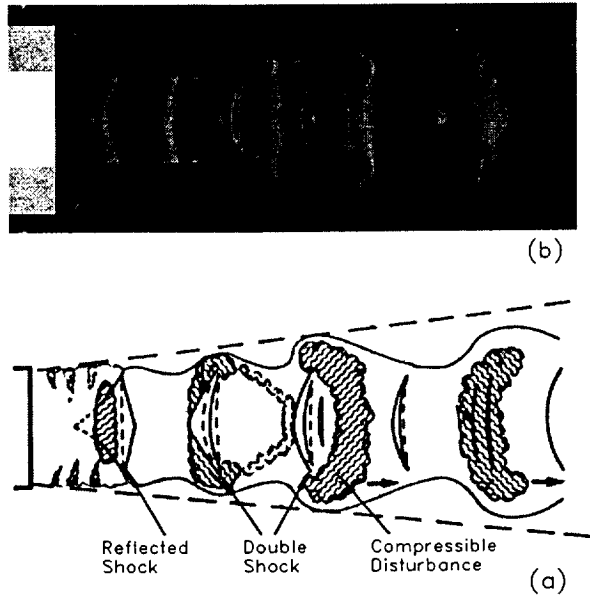 (b)
Reflected
Shock
Double
Shock
Compressible
Disturbance
(a)